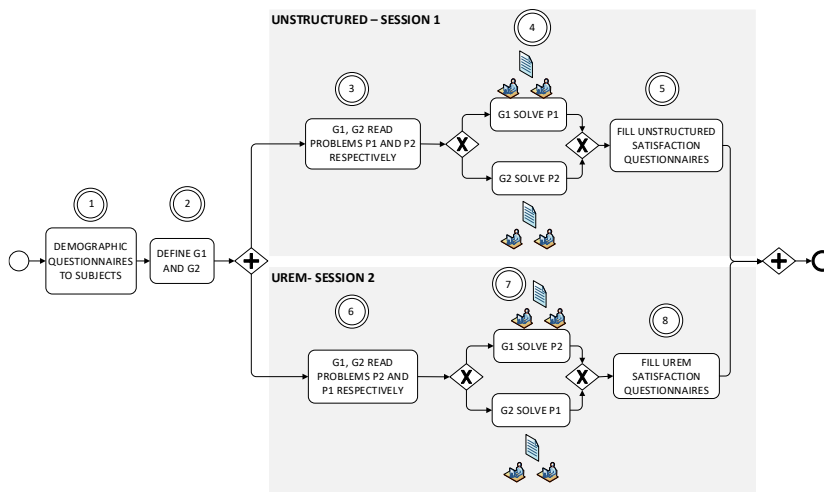 UNSTRUCTURED – SESSION 1
4
3
5
G1 SOLVE P1
G1, G2 READ
PROBLEMS P1 AND P2
RESPECTIVELY
X
X
FILL UNSTRUCTURED
SATISFACTION
QUESTIONNAIRES
G2 SOLVE P2
1
2
DEMOGRAPHIC
QUESTIONNAIRES
TO SUBJECTS
DEFINE G1
AND G2
UREM- SESSION 2
7
6
8
G1 SOLVE P2
G1, G2 READ
PROBLEMS P2 AND
P1 RESPECTIVELY
X
X
FILL UREM
SATISFACTION
QUESTIONNAIRES
G2 SOLVE P1